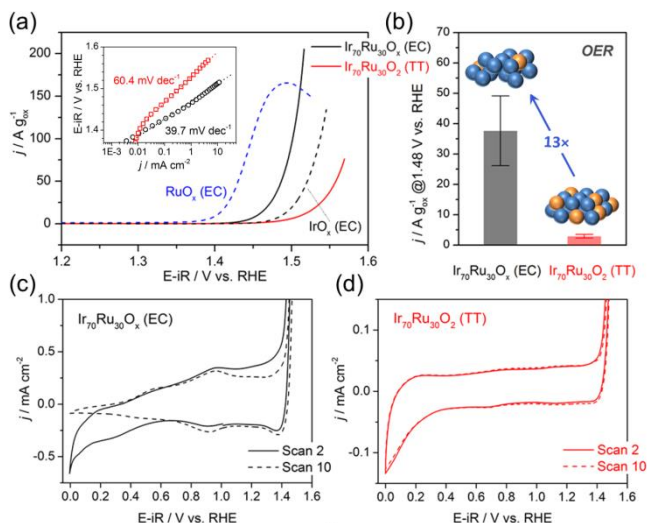 (a)
200
150
100
50
0
j / A g⁻¹ₒₓ
1.2 1.3 1.4 1.5 1.6
E-iR / V vs. RHE
Ir₇₀Ru₃₀Oₓ (EC)
Ir₇₀Ru₃₀O₂ (TT)
RuOₓ (EC)
IrOₓ (EC)
1.6
1.5
1.4
E-iR / V vs. RHE
60.4 mV dec⁻¹
39.7 mV dec⁻¹
1E-3 0.01 0.1 1 10 100
j / mA cm⁻²
(b)
OER
70
60
50
40
30
20
10
0
j / A g⁻¹ₒₓ @1.48 V vs. RHE
13×
Ir₇₀Ru₃₀Oₓ (EC) Ir₇₀Ru₃₀O₂ (TT)
(c)
Ir₇₀Ru₃₀Oₓ (EC)
1.0
0.5
0.0
-0.5
j / mA cm⁻²
Scan 2
Scan 10
0.0 0.2 0.4 0.6 0.8 1.0 1.2 1.4 1.6
E-iR / V vs. RHE
(d)
Ir₇₀Ru₃₀O₂ (TT)
0.1
0.0
-0.1
j / mA cm⁻²
Scan 2
Scan 10
0.0 0.2 0.4 0.6 0.8 1.0 1.2 1.4 1.6
E-iR / V vs. RHE